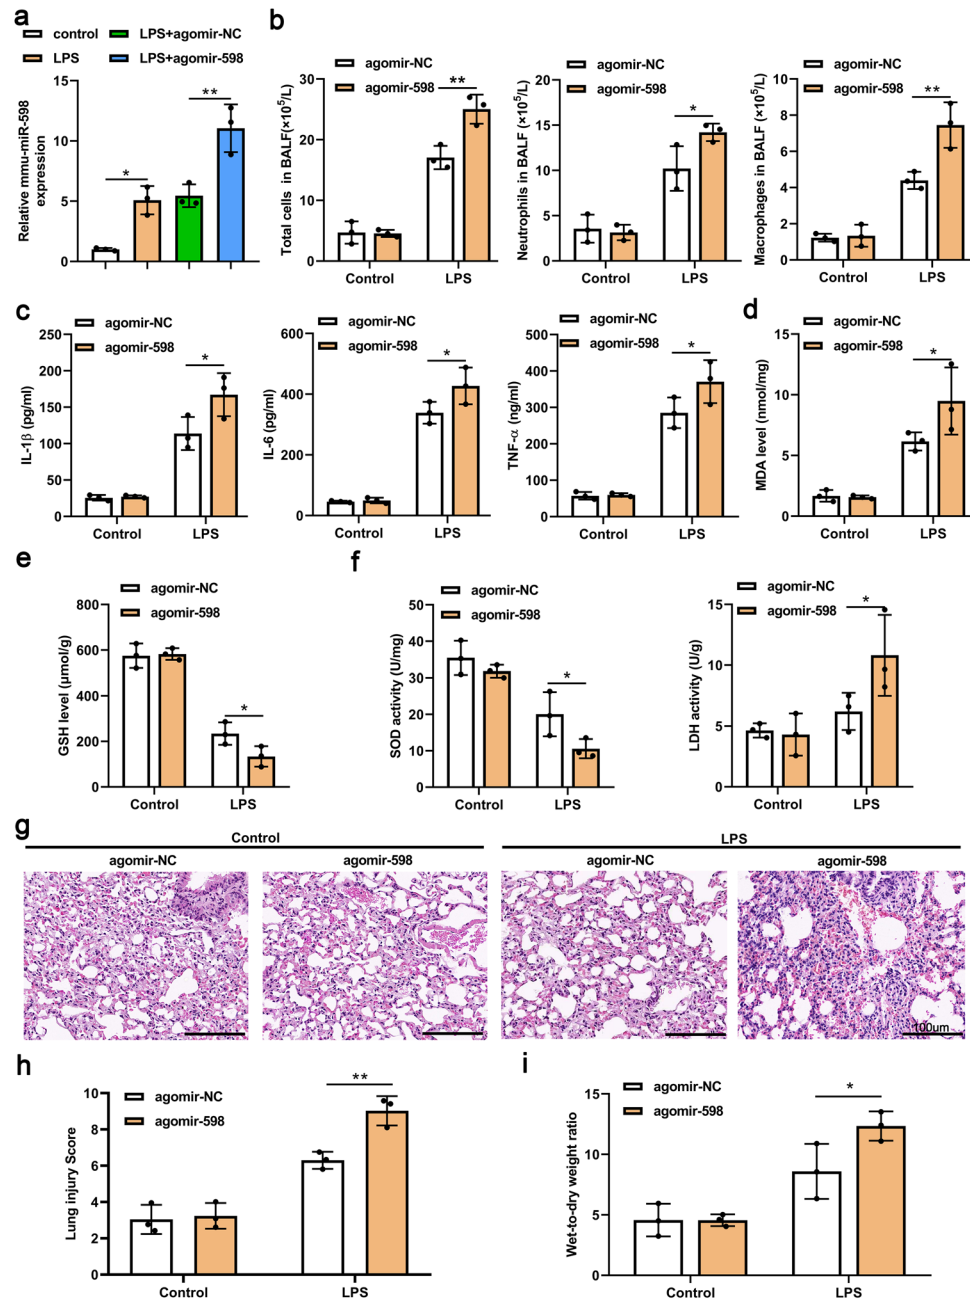 a
control
LPS+agomir-NC
LPS
LPS+agomir-598
Relative mmu-miR-598
expression
15
10
5
0
*
**
b
agomir-NC
agomir-598
Total cells in BALF(×10⁵/L)
30
20
10
0
**
Control
LPS
agomir-NC
agomir-598
Neutrophils in BALF (×10⁵/L)
20
15
10
5
0
*
Control
LPS
agomir-NC
agomir-598
Macrophages in BALF (×10⁵/L)
10
8
6
4
2
0
**
Control
LPS
c
agomir-NC
agomir-598
IL-1β (pg/ml)
250
200
150
100
50
0
*
Control
LPS
agomir-NC
agomir-598
IL-6 (pg/ml)
600
400
200
0
*
Control
LPS
agomir-NC
agomir-598
TNF-α (ng/ml)
500
400
300
200
100
0
*
Control
LPS
d
agomir-NC
agomir-598
MDA level (nmol/mg)
15
10
5
0
*
Control
LPS
e
agomir-NC
agomir-598
GSH level (μmol/g)
800
600
400
200
0
*
Control
LPS
f
agomir-NC
agomir-598
SOD activity (U/mg)
50
40
30
20
10
0
*
Control
LPS
agomir-NC
agomir-598
LDH activity (U/g)
15
10
5
0
*
Control
LPS
g
Control
LPS
agomir-NC
agomir-598
agomir-NC
agomir-598
100um
h
agomir-NC
agomir-598
Lung injury Score
10
8
6
4
2
0
**
Control
LPS
i
agomir-NC
agomir-598
Wet-to-dry weight ratio
15
10
5
0
*
Control
LPS